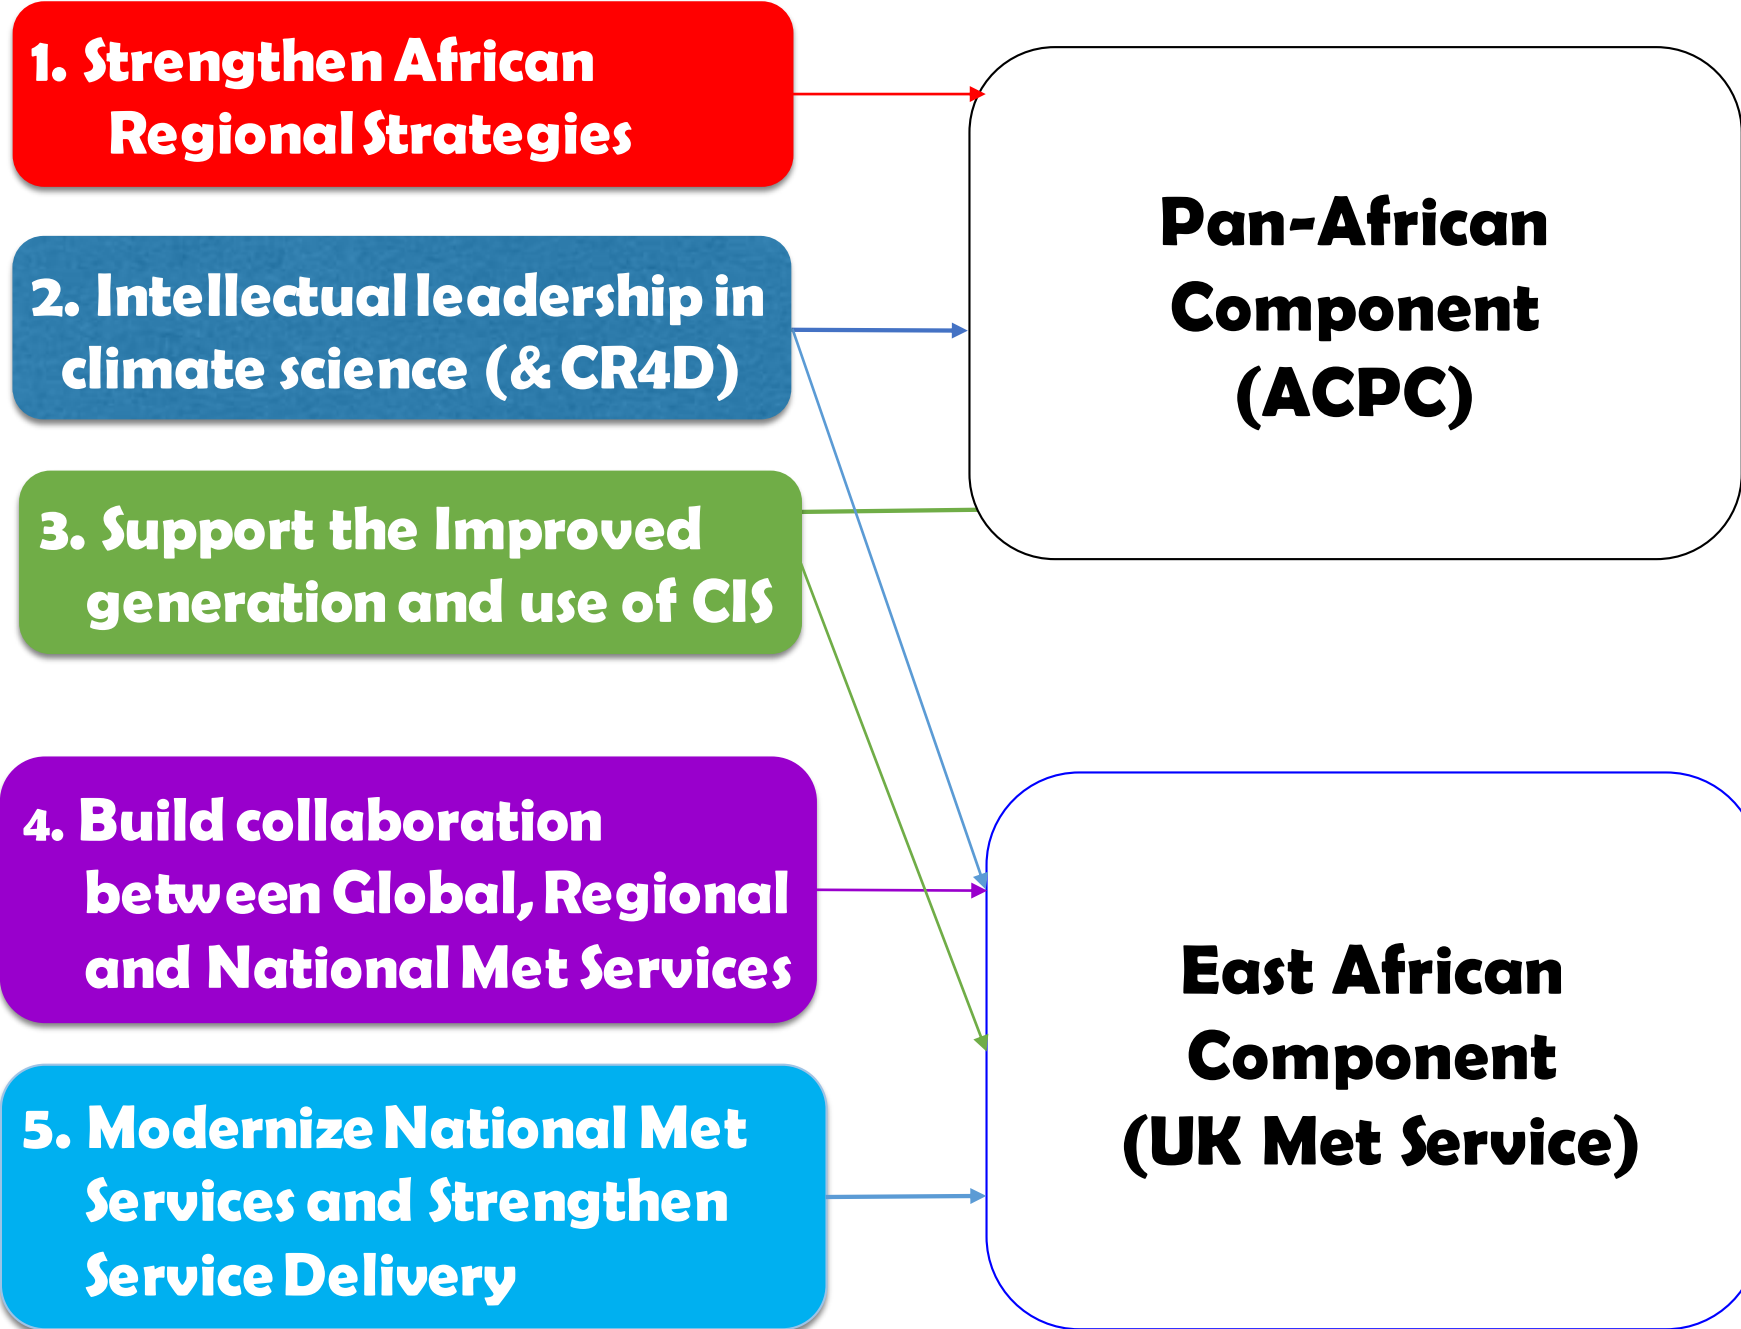 1. Strengthen African
Regional Strategies
2. Intellectual leadership in
climate science (& CR4D)
3. Support the Improved
generation and use of CIS
4. Build collaboration
between Global, Regional
and National Met Services
5. Modernize National Met
Services and Strengthen
Service Delivery
Pan-African
Component
(ACPC)
East African
Component
(UK Met Service)